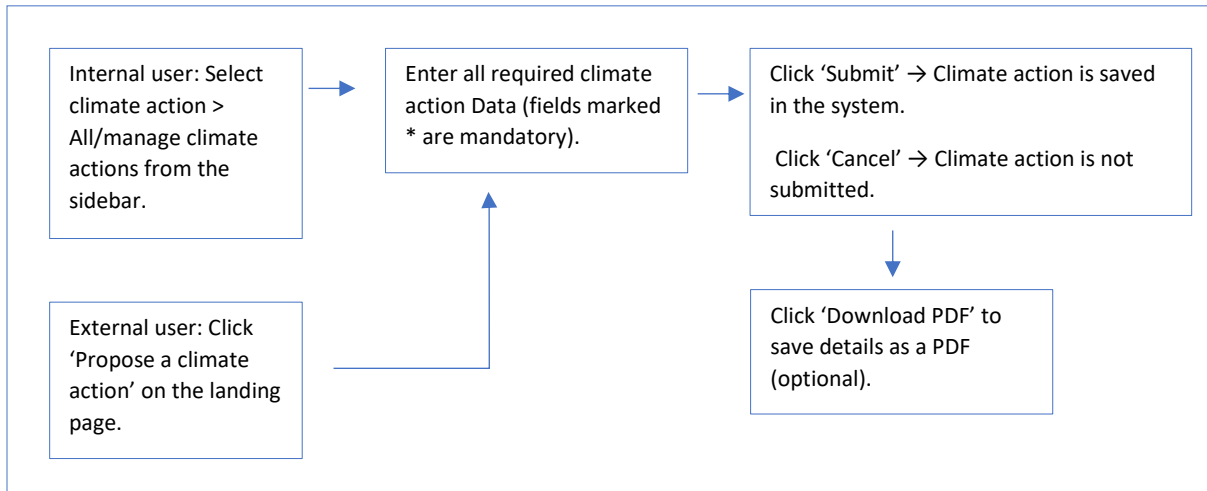 Internal user: Select
climate action >
All/manage climate
actions from the
sidebar.
Enter all required climate
action Data (fields marked
* are mandatory).
Click ‘Submit’ → Climate action is saved
in the system.
Click ‘Cancel’ → Climate action is not
submitted.
External user: Click
‘Propose a climate
action’ on the landing
page.
Click ‘Download PDF’ to
save details as a PDF
(optional).